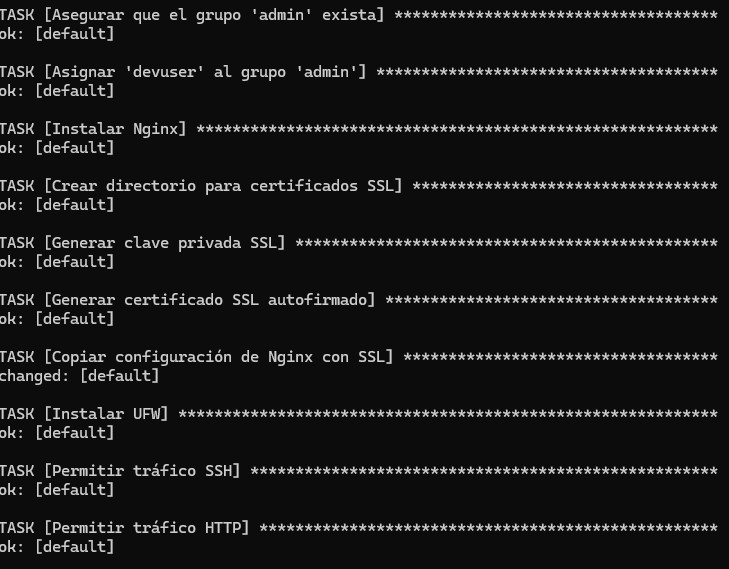 TASK [Asegurar que el grupo 'admin' exista] ************************************
ok: [default]
TASK [Asignar 'devuser' al grupo 'admin'] **************************************
ok: [default]
TASK [Instalar Nginx] **********************************************************
ok: [default]
TASK [Crear directorio para certificados SSL] **********************************
ok: [default]
TASK [Generar clave privada SSL] ***********************************************
ok: [default]
TASK [Generar certificado SSL autofirmado] *************************************
ok: [default]
TASK [Copiar configuración de Nginx con SSL] ***********************************
changed: [default]
TASK [Instalar UFW] ************************************************************
ok: [default]
TASK [Permitir tráfico SSH] ****************************************************
ok: [default]
TASK [Permitir tráfico HTTP] ***************************************************
ok: [default]